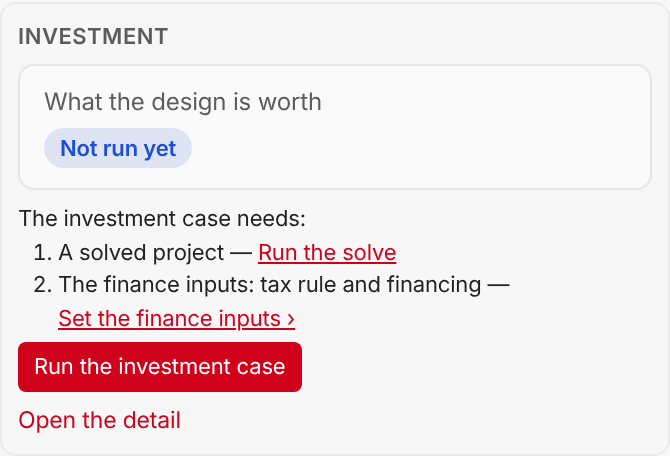 INVESTMENT
What the design is worth
Not run yet
The investment case needs:
1. A solved project — Run the solve
2. The finance inputs: tax rule and financing —
Set the finance inputs ›
Run the investment case
Open the detail